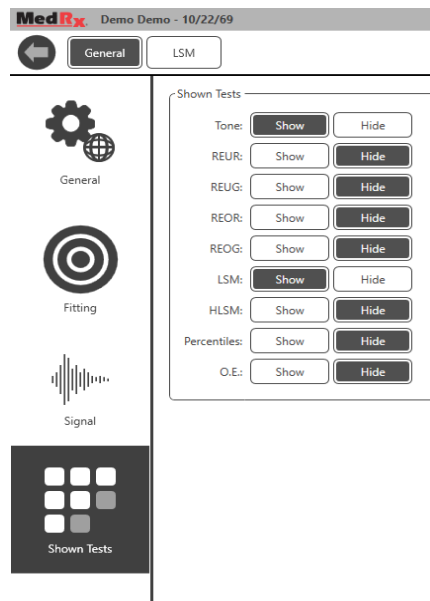 MedRx. Demo Demo - 10/22/69
General LSM
Shown Tests
Tone: Show Hide
REUR: Show Hide
General
REUG: Show Hide
REOR: Show Hide
REOG: Show Hide
LSM: Show Hide
Fitting
HLSM: Show Hide
Percentiles: Show Hide
O.E.: Show Hide
Signal
Shown Tests